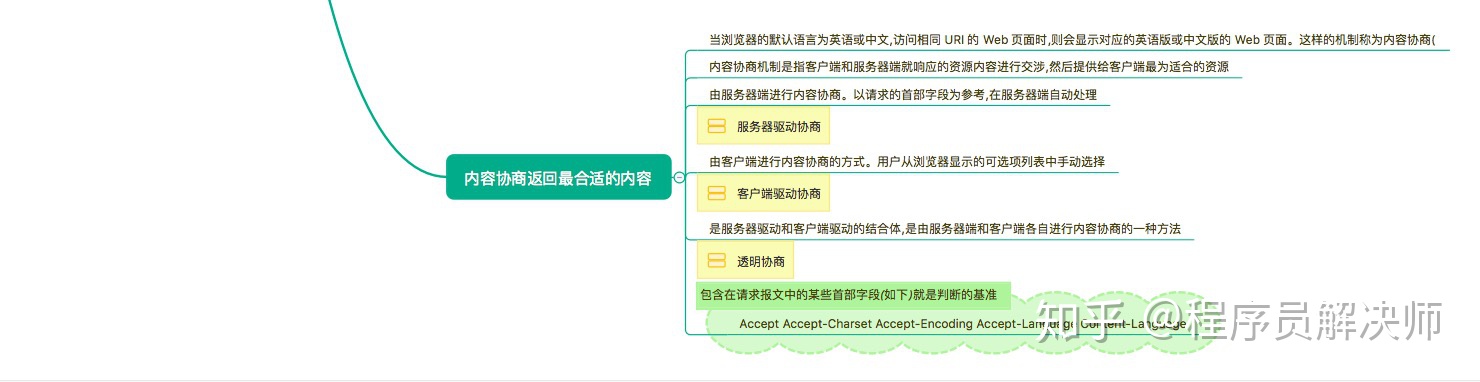 当浏览器的默认语言为英语或中文,访问相同 URI 的 Web 页面时,则会显示对应的英语版或中文版的 Web 页面。这样的机制称为内容协商(
内容协商机制是指客户端和服务器端就响应的资源内容进行交涉,然后提供给客户端最为适合的资源
由服务器端进行内容协商。以请求的首部字段为参考,在服务器端自动处理
服务器驱动协商
由客户端进行内容协商的方式。用户从浏览器显示的可选项列表中手动选择
内容协商返回最合适的内容
客户端驱动协商
是服务器驱动和客户端驱动的结合体,是由服务器端和客户端各自进行内容协商的一种方法
透明协商
包含在请求报文中的某些首部字段(如下)就是判断的基准
Accept Accept-Charset Accept-Encoding Accept-Language Content-Language
知乎 @程序员解决师